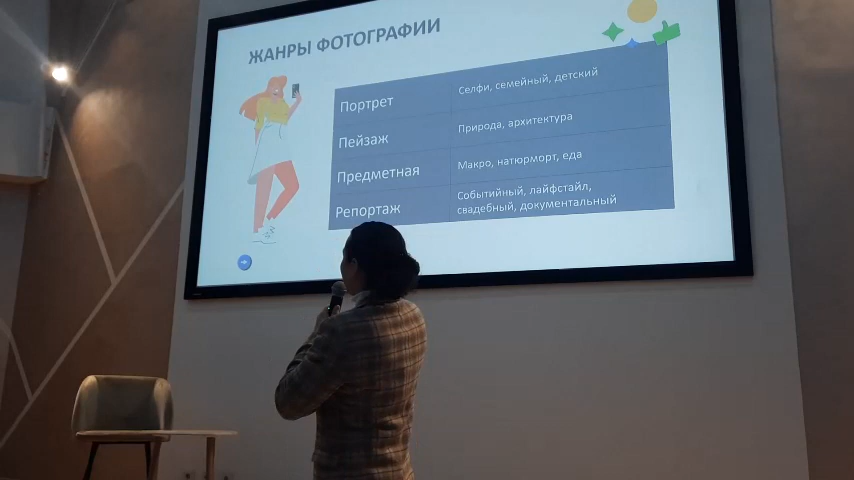 ЖАНРЫ ФОТОГРАФИИ
Портрет
Селфи, семейный, детский
Пейзаж
Природа, архитектура
Предметная
Макро, натюрморт, еда
Репортаж
Событийный, лайфстайл,
свадебный, документальный